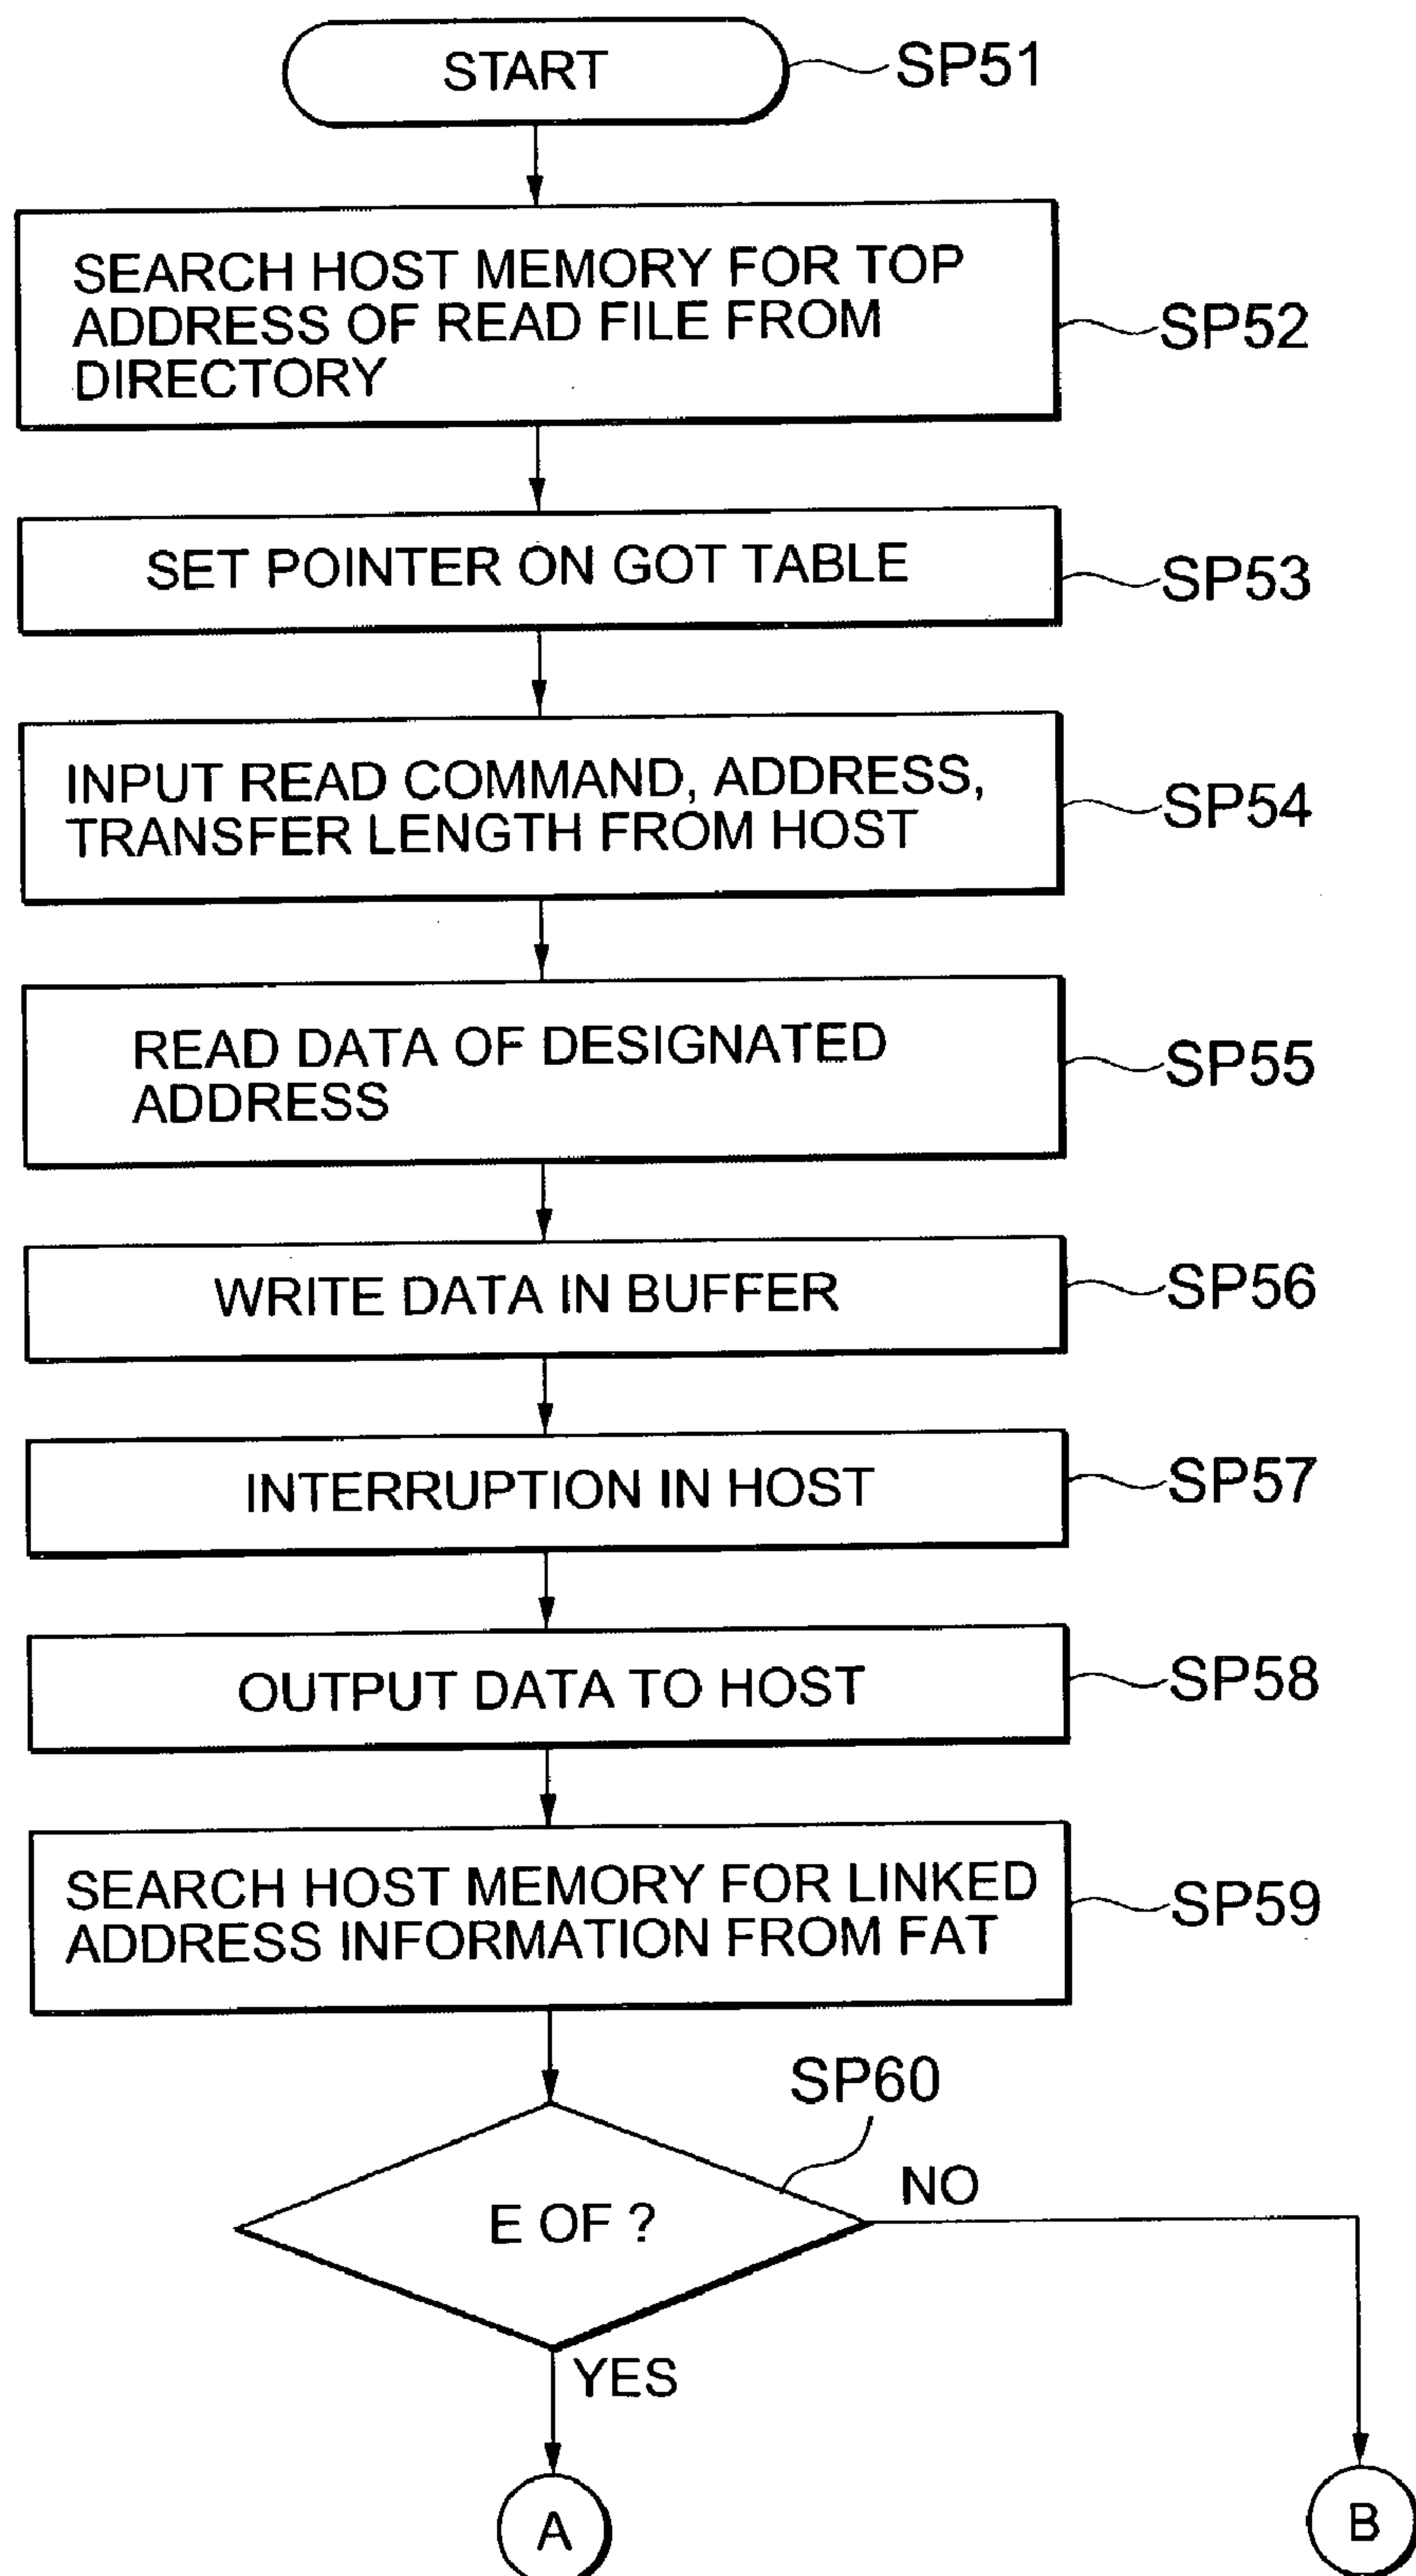 START
SP51
SEARCH HOST MEMORY FOR TOP
ADDRESS OF READ FILE FROM
DIRECTORY
SP52
SET POINTER ON GOT TABLE
SP53
INPUT READ COMMAND, ADDRESS,
TRANSFER LENGTH FROM HOST
SP54
READ DATA OF DESIGNATED
ADDRESS
SP55
WRITE DATA IN BUFFER
SP56
INTERRUPTION IN HOST
SP57
OUTPUT DATA TO HOST
SP58
SEARCH HOST MEMORY FOR LINKED
ADDRESS INFORMATION FROM FAT
SP59
SP60
E OF ?
NO
YES
A
B